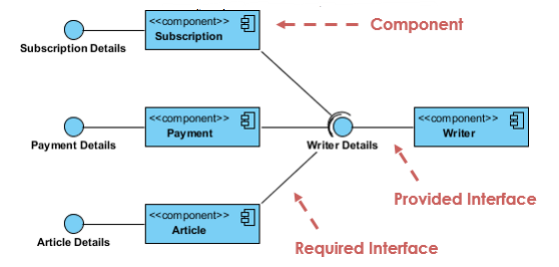 <<component>>
Subscription
Component
Subscription Details
<<component>>
Payment
<<component>>
Writer
Payment Details
Writer Details
Provided Interface
<<component>>
Article
Article Details
Required Interface